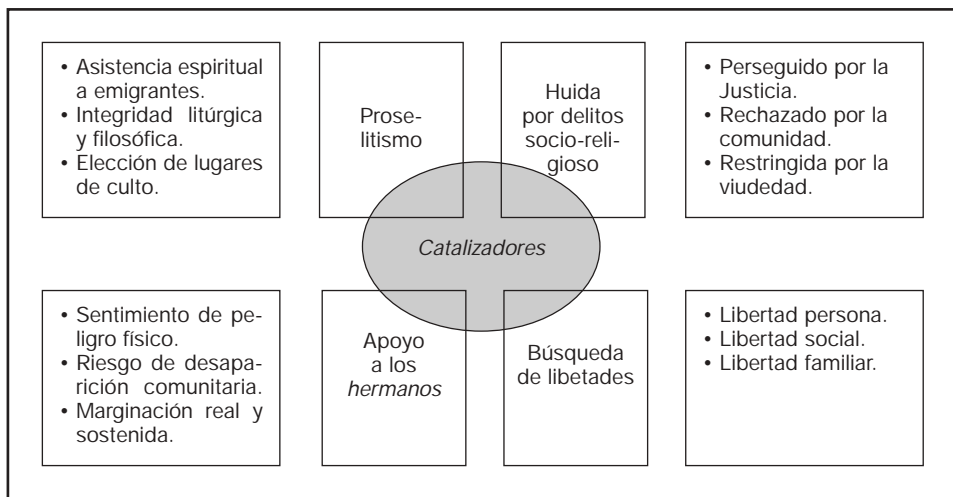 • Asistencia espiritual
a emigrantes.
• Integridad litúrgica
y filosófica.
• Elección de lugares
de culto.
Prose-
litismo
Huida
por delitos
socio-reli-
gioso
• Perseguido por la
Justicia.
• Rechazado por la
comunidad.
• Restringida por la
viudedad.
Catalizadores
• Sentimiento de pe-
ligro físico.
• Riesgo de desapa-
rición comunitaria.
• Marginación real y
sostenida.
Apoyo
a los
hermanos
Búsqueda
de libetades
• Libertad persona.
• Libertad social.
• Libertad familiar.